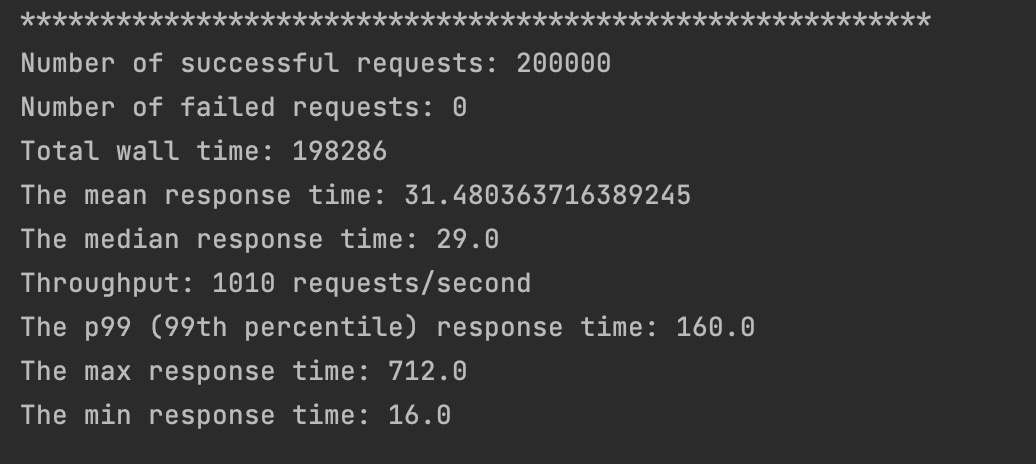 *********************************************************
Number of successful requests: 200000
Number of failed requests: 0
Total wall time: 198286
The mean response time: 31.480363716389245
The median response time: 29.0
Throughput: 1010 requests/second
The p99 (99th percentile) response time: 160.0
The max response time: 712.0
The min response time: 16.0